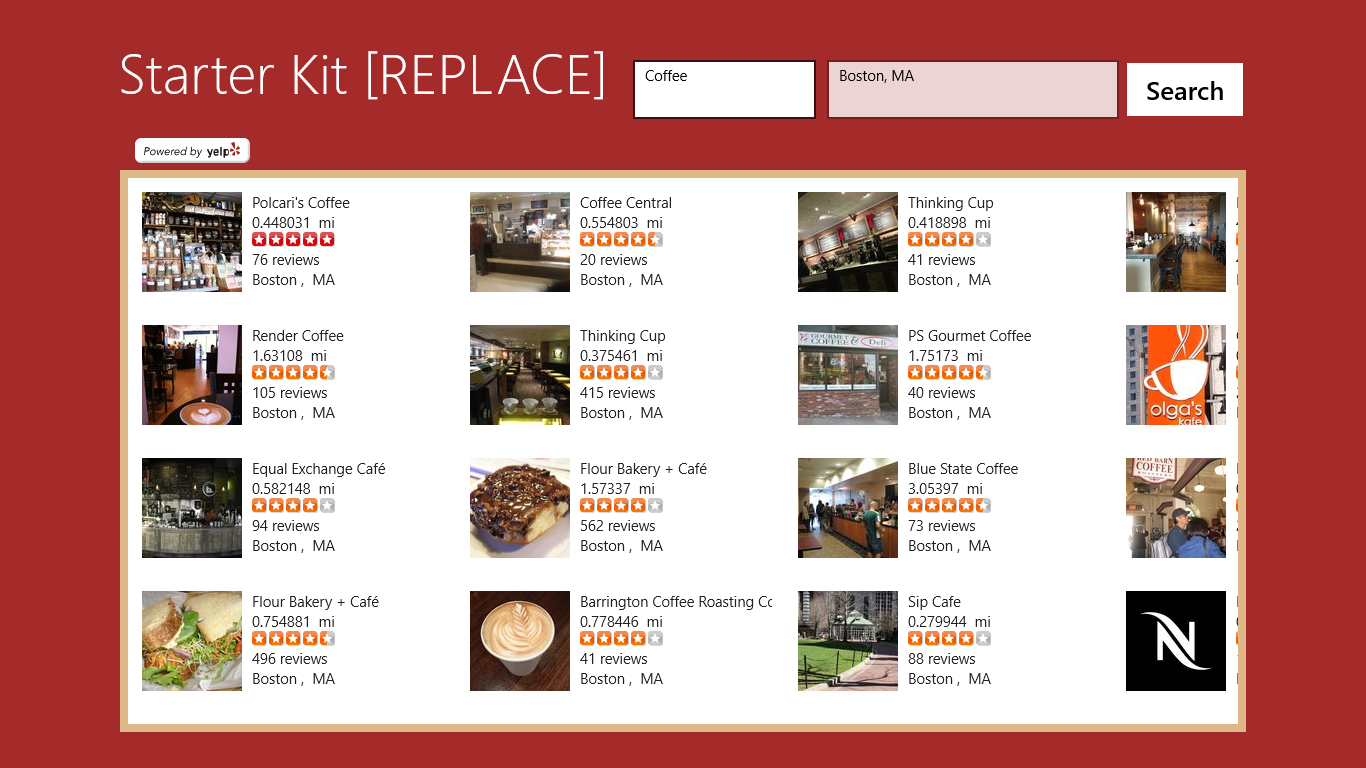 Starter Kit [REPLACE]
Coffee
Boston, MA
Search
Powered by yelp
Polcari's Coffee
0.448031 mi
76 reviews
Boston , MA
Coffee Central
0.554803 mi
20 reviews
Boston , MA
Thinking Cup
0.418898 mi
41 reviews
Boston , MA
Render Coffee
1.63108 mi
105 reviews
Boston , MA
Thinking Cup
0.375461 mi
415 reviews
Boston , MA
GOURMET
COFFEE & Deli
PS Gourmet Coffee
1.75173 mi
40 reviews
Boston , MA
olga's
kafe
Equal Exchange Café
0.582148 mi
94 reviews
Boston , MA
Flour Bakery + Café
1.57337 mi
562 reviews
Boston , MA
Blue State Coffee
3.05397 mi
73 reviews
Boston , MA
RED BARN
COFFEE
Flour Bakery + Café
0.754881 mi
496 reviews
Boston , MA
Barrington Coffee Roasting Co
0.778446 mi
41 reviews
Boston , MA
Sip Cafe
0.279944 mi
88 reviews
Boston , MA
N